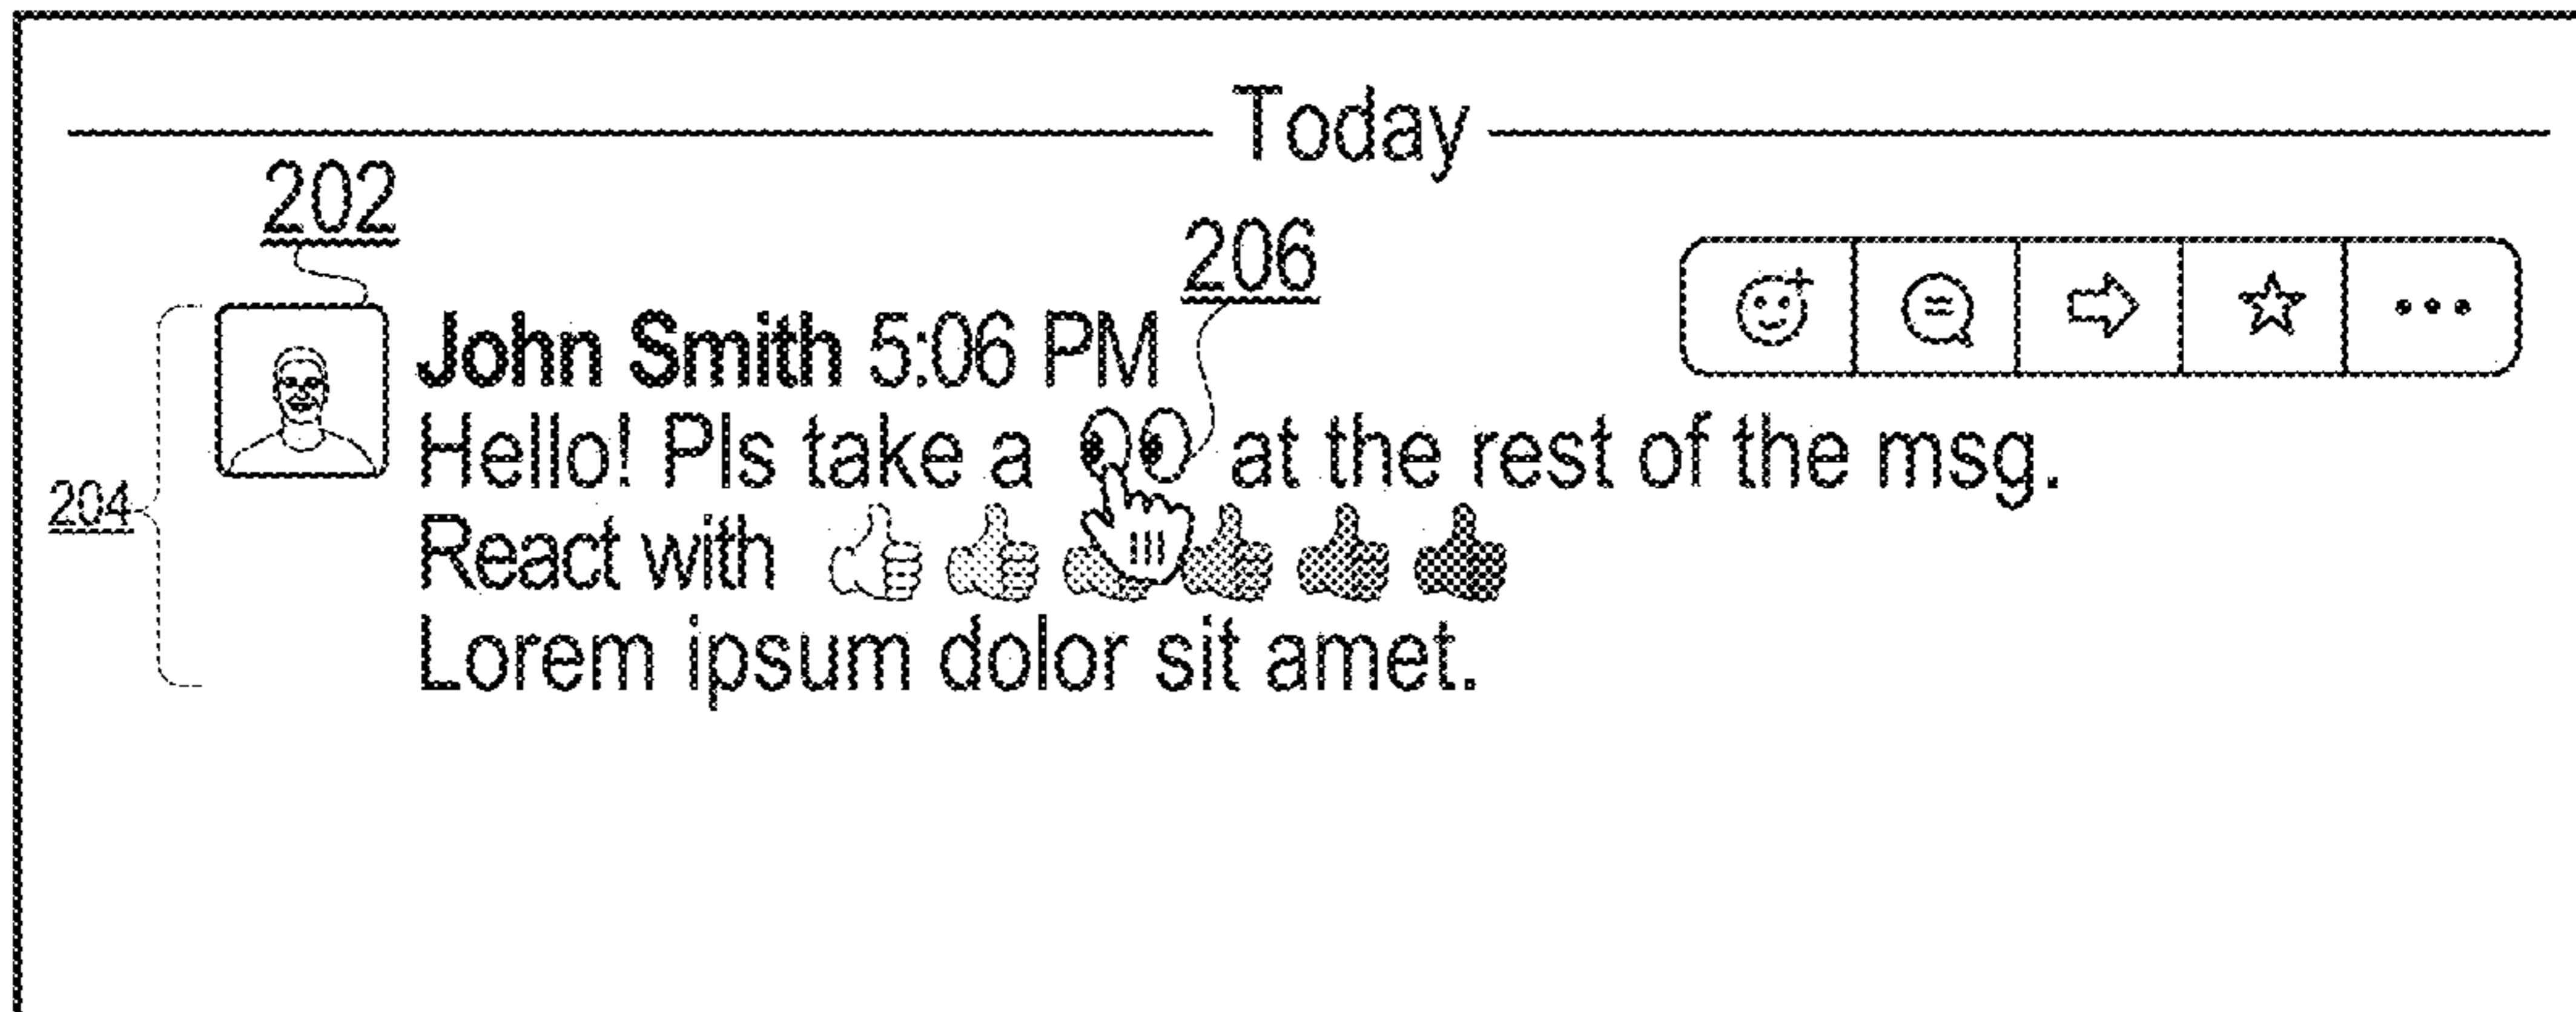 Today
202
206
John Smith 5:06 PM
Hello! Pls take a 👀 at the rest of the msg.
204
React with 👍 👍🏻 👍🏼 👍🏽 👍🏾 👍🏿
Lorem ipsum dolor sit amet.